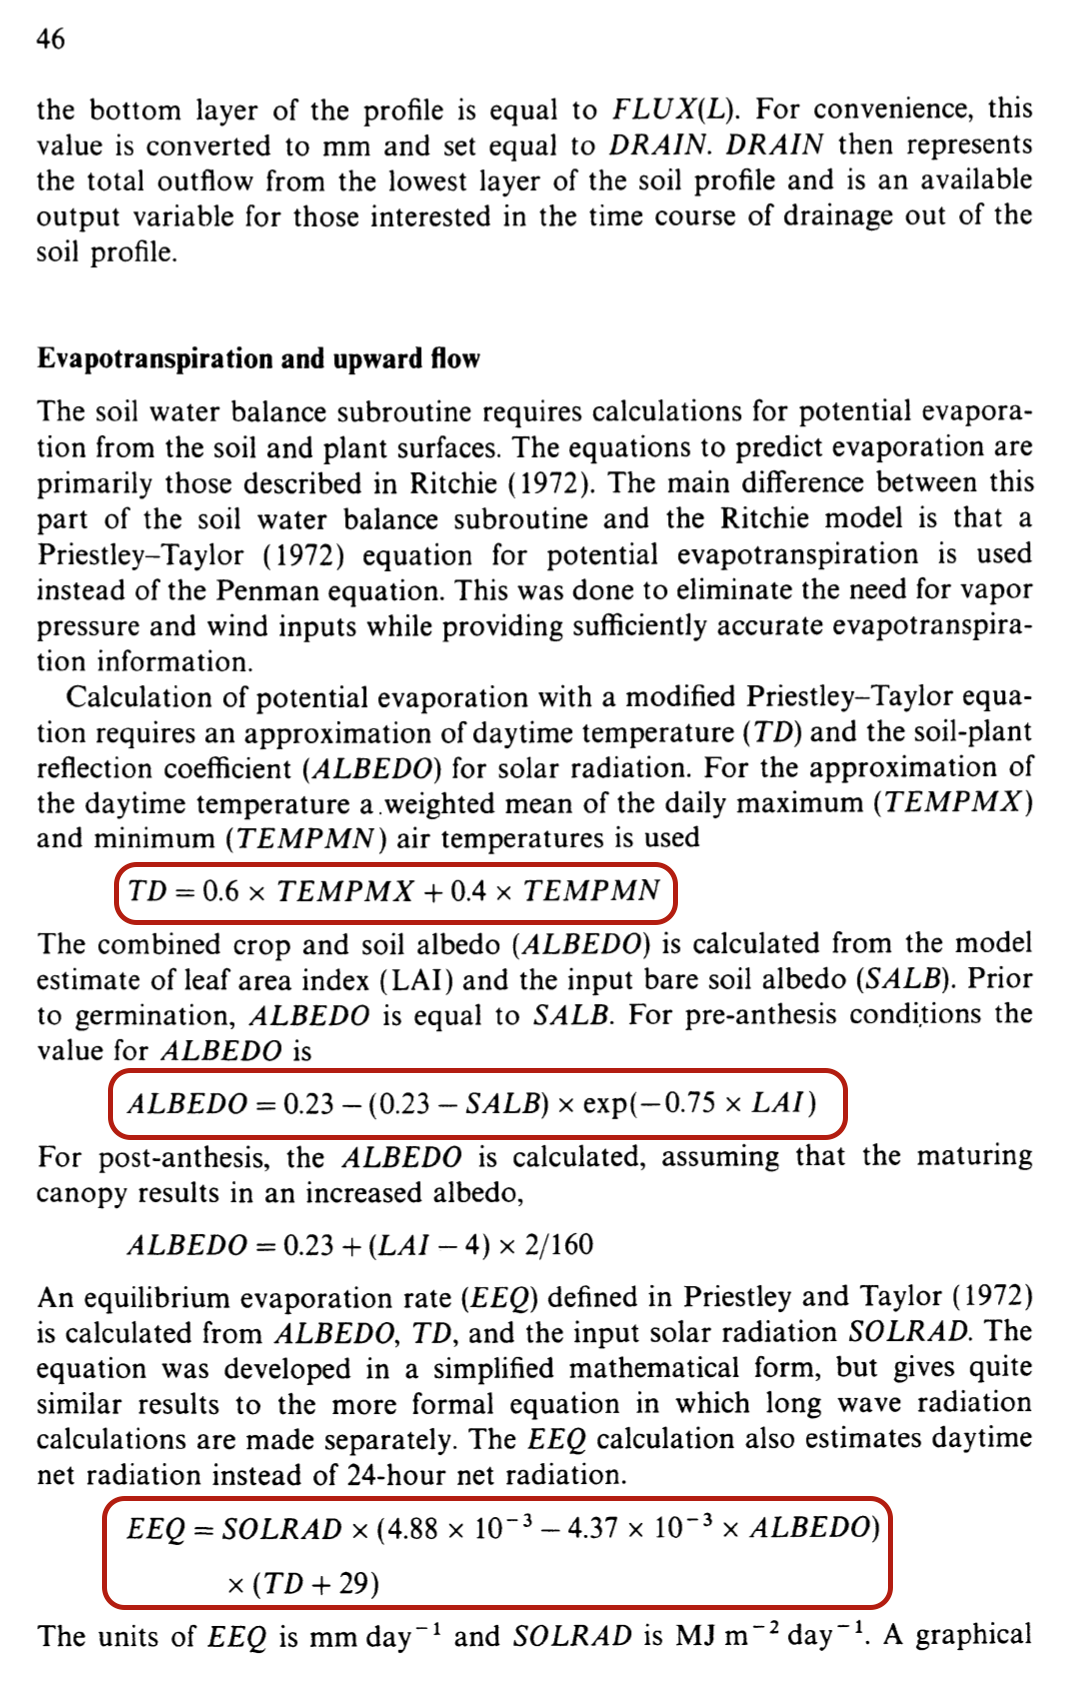 46
the bottom layer of the profile is equal to FLUX(L). For convenience, this
value is converted to mm and set equal to DRAIN. DRAIN then represents
the total outflow from the lowest layer of the soil profile and is an available
output variable for those interested in the time course of drainage out of the
soil profile.
Evapotranspiration and upward flow
The soil water balance subroutine requires calculations for potential evapora-
tion from the soil and plant surfaces. The equations to predict evaporation are
primarily those described in Ritchie (1972). The main difference between this
part of the soil water balance subroutine and the Ritchie model is that a
Priestley–Taylor (1972) equation for potential evapotranspiration is used
instead of the Penman equation. This was done to eliminate the need for vapor
pressure and wind inputs while providing sufficiently accurate evapotranspira-
tion information.
Calculation of potential evaporation with a modified Priestley–Taylor equa-
tion requires an approximation of daytime temperature (TD) and the soil-plant
reflection coefficient (ALBEDO) for solar radiation. For the approximation of
the daytime temperature a weighted mean of the daily maximum (TEMPMX)
and minimum (TEMPMN) air temperatures is used
TD = 0.6 × TEMPMX + 0.4 × TEMPMN
The combined crop and soil albedo (ALBEDO) is calculated from the model
estimate of leaf area index (LAI) and the input bare soil albedo (SALB). Prior
to germination, ALBEDO is equal to SALB. For pre-anthesis conditions the
value for ALBEDO is
ALBEDO = 0.23 − (0.23 − SALB) × exp(−0.75 × LAI)
For post-anthesis, the ALBEDO is calculated, assuming that the maturing
canopy results in an increased albedo,
ALBEDO = 0.23 + (LAI − 4) × 2/160
An equilibrium evaporation rate (EEQ) defined in Priestley and Taylor (1972)
is calculated from ALBEDO, TD, and the input solar radiation SOLRAD. The
equation was developed in a simplified mathematical form, but gives quite
similar results to the more formal equation in which long wave radiation
calculations are made separately. The EEQ calculation also estimates daytime
net radiation instead of 24-hour net radiation.
EEQ = SOLRAD × (4.88 × 10⁻³ − 4.37 × 10⁻³ × ALBEDO)
× (TD + 29)
The units of EEQ is mm day⁻¹ and SOLRAD is MJ m⁻² day⁻¹. A graphical